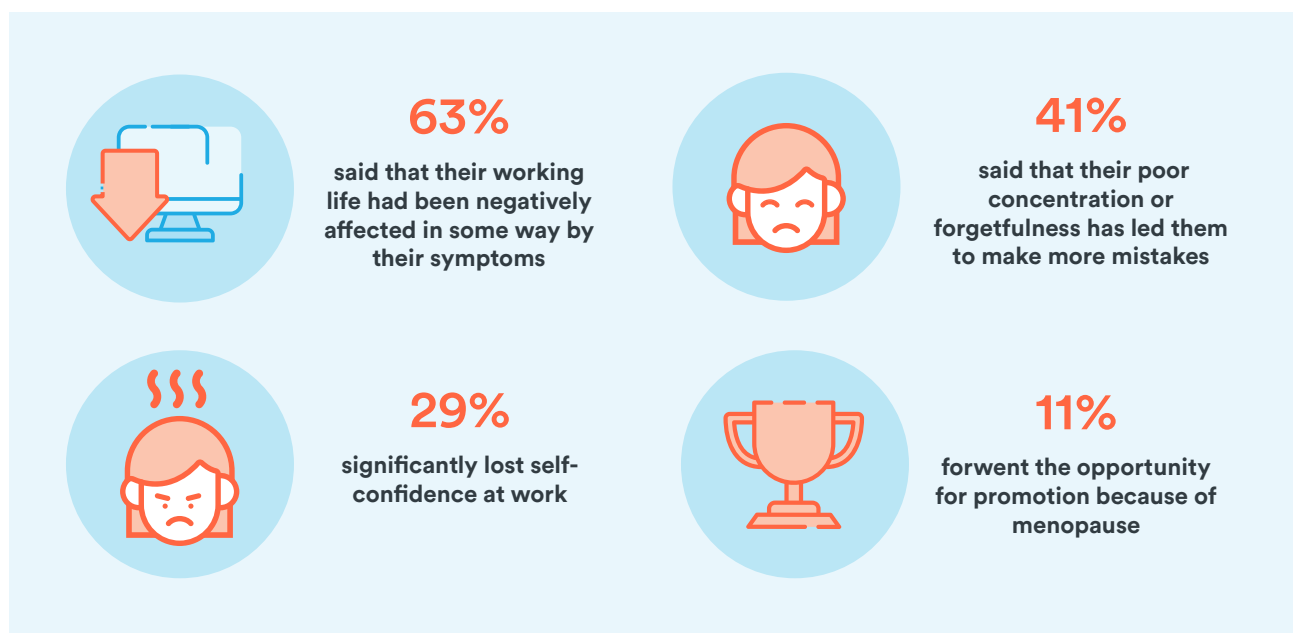 63%
said that their working
life had been negatively
affected in some way by
their symptoms
41%
said that their poor
concentration or
forgetfulness has led them
to make more mistakes
29%
significantly lost self-
confidence at work
11%
forwent the opportunity
for promotion because of
menopause